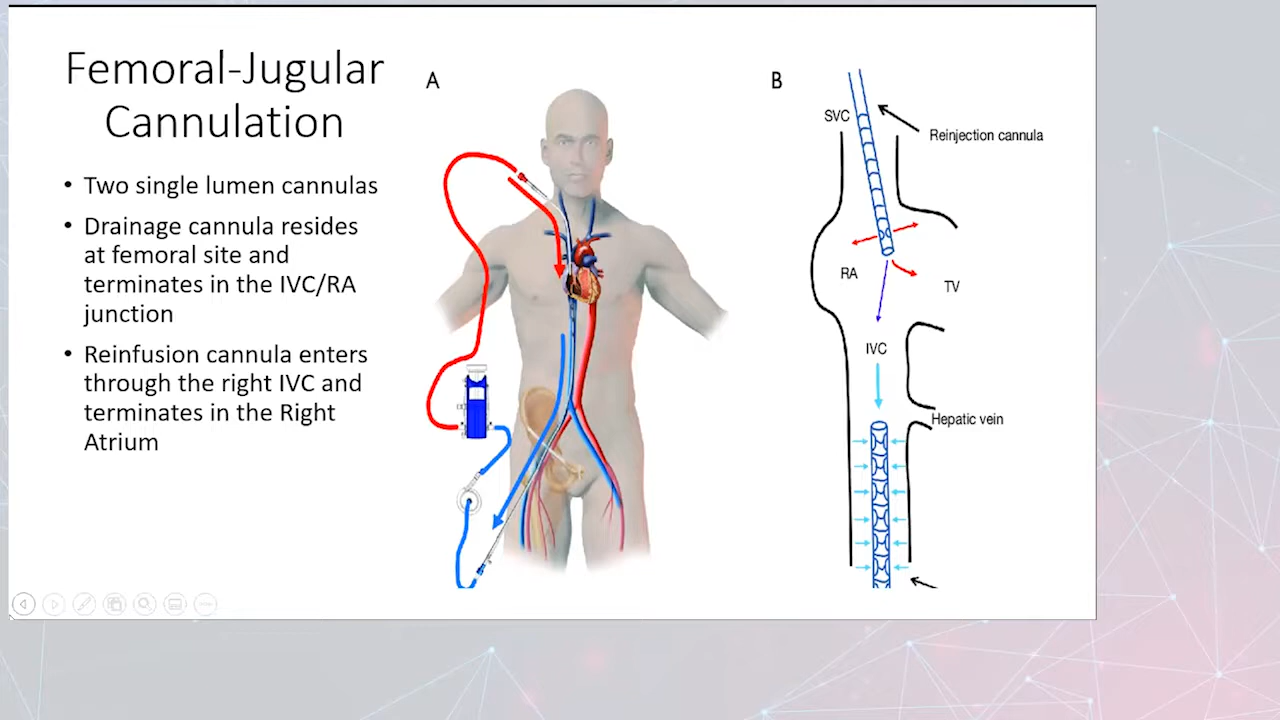 Femoral-Jugular
Cannulation
• Two single lumen cannulas
• Drainage cannula resides
at femoral site and
terminates in the IVC/RA
junction
• Reinfusion cannula enters
through the right IVC and
terminates in the Right
Atrium
A
B
SVC
Reinjection cannula
RA
TV
IVC
Hepatic vein